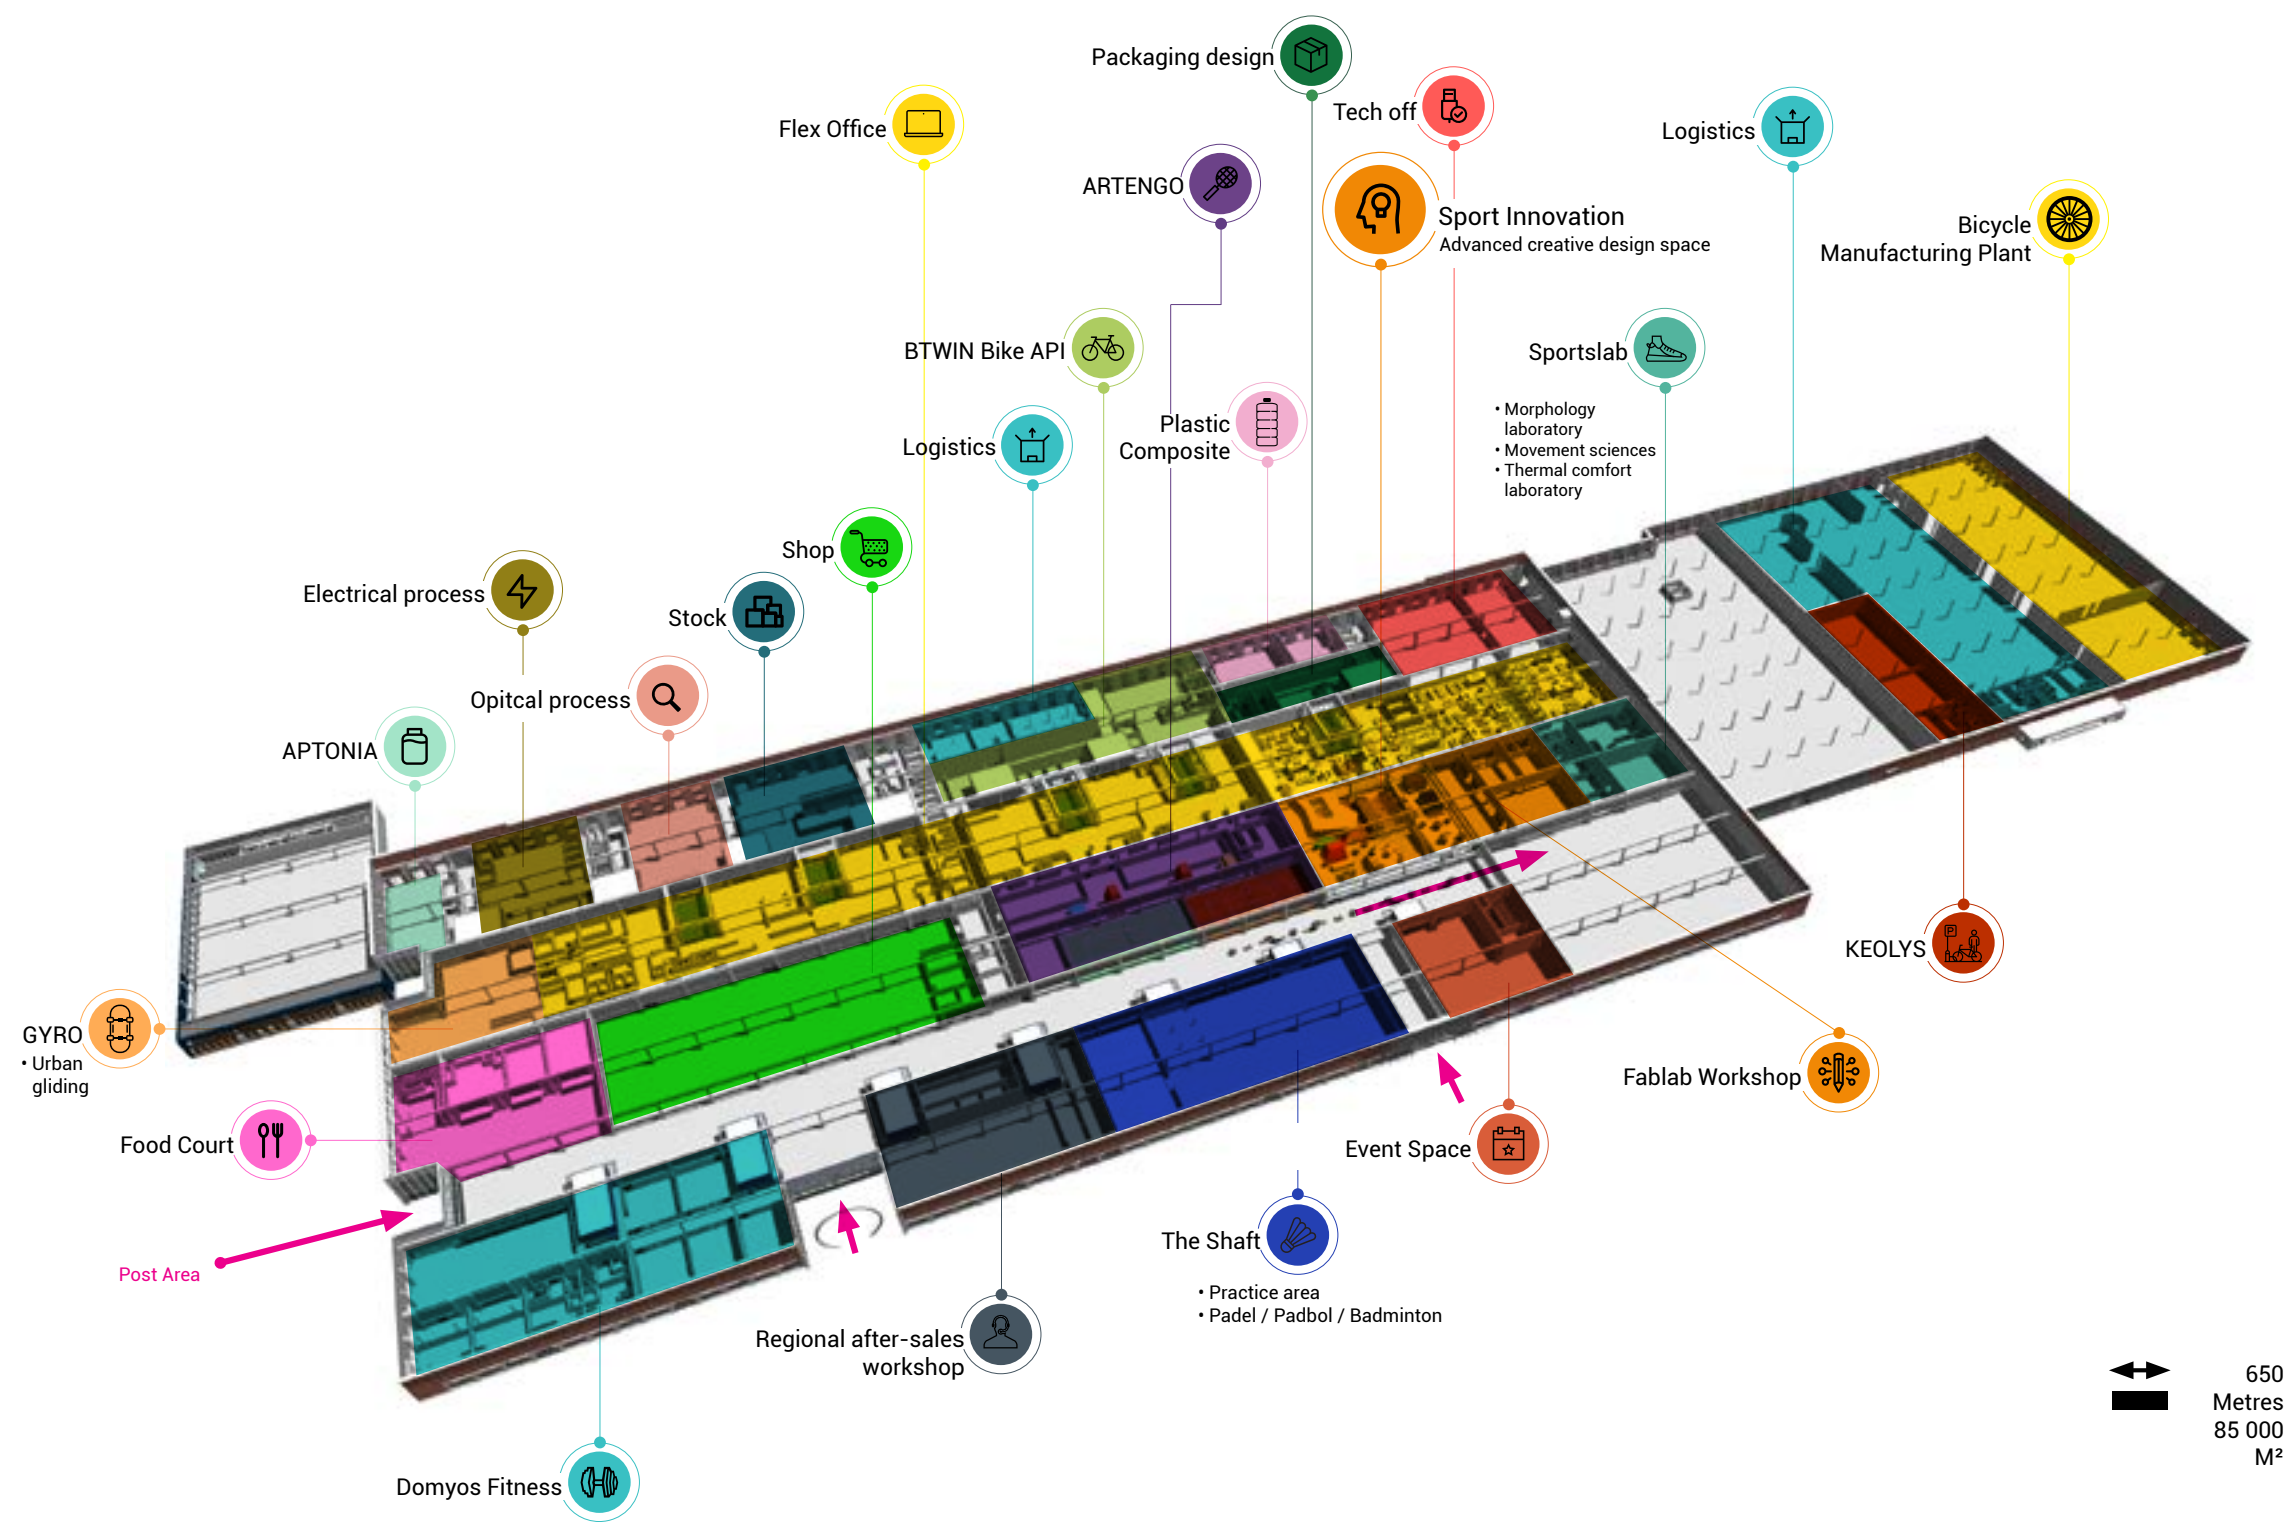 Packaging design
Tech off
Flex Office
Logistics
ARTENGO
Sport Innovation
Advanced creative design space
Bicycle
Manufacturing Plant
BTWIN Bike API
Sportslab
• Morphology
laboratory
• Movement sciences
• Thermal comfort
laboratory
Plastic
Composite
Logistics
Shop
Electrical process
Stock
Opitcal process
APTONIA
P
KEOLYS
GYRO
• Urban
gliding
Fablab Workshop
Food Court
Event Space
The Shaft
• Practice area
• Padel / Padbol / Badminton
Post Area
Regional after-sales
workshop
Domyos Fitness
650
Metres
85 000
M²